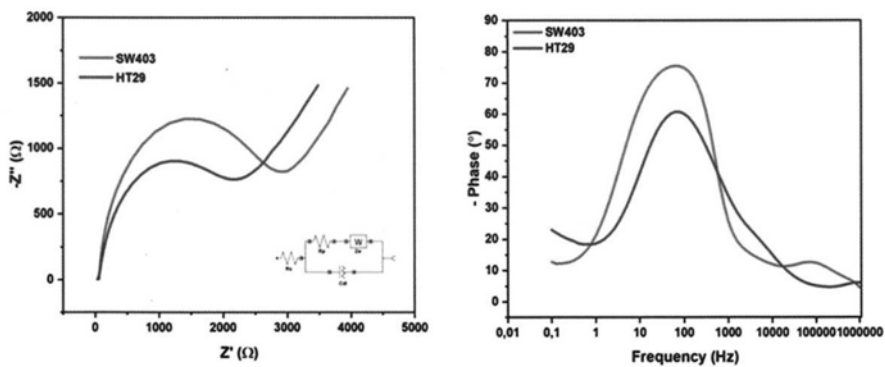 2000
1500
1000
500
0
-Z'' (Ω)
SW403
HT29
W
0 1000 2000 3000 4000 5000
Z' (Ω)
90
80
70
60
50
40
30
20
10
0
- Phase (°)
SW403
HT29
0,01 0,1 1 10 100 1000 10000 100000 1000000
Frequency (Hz)